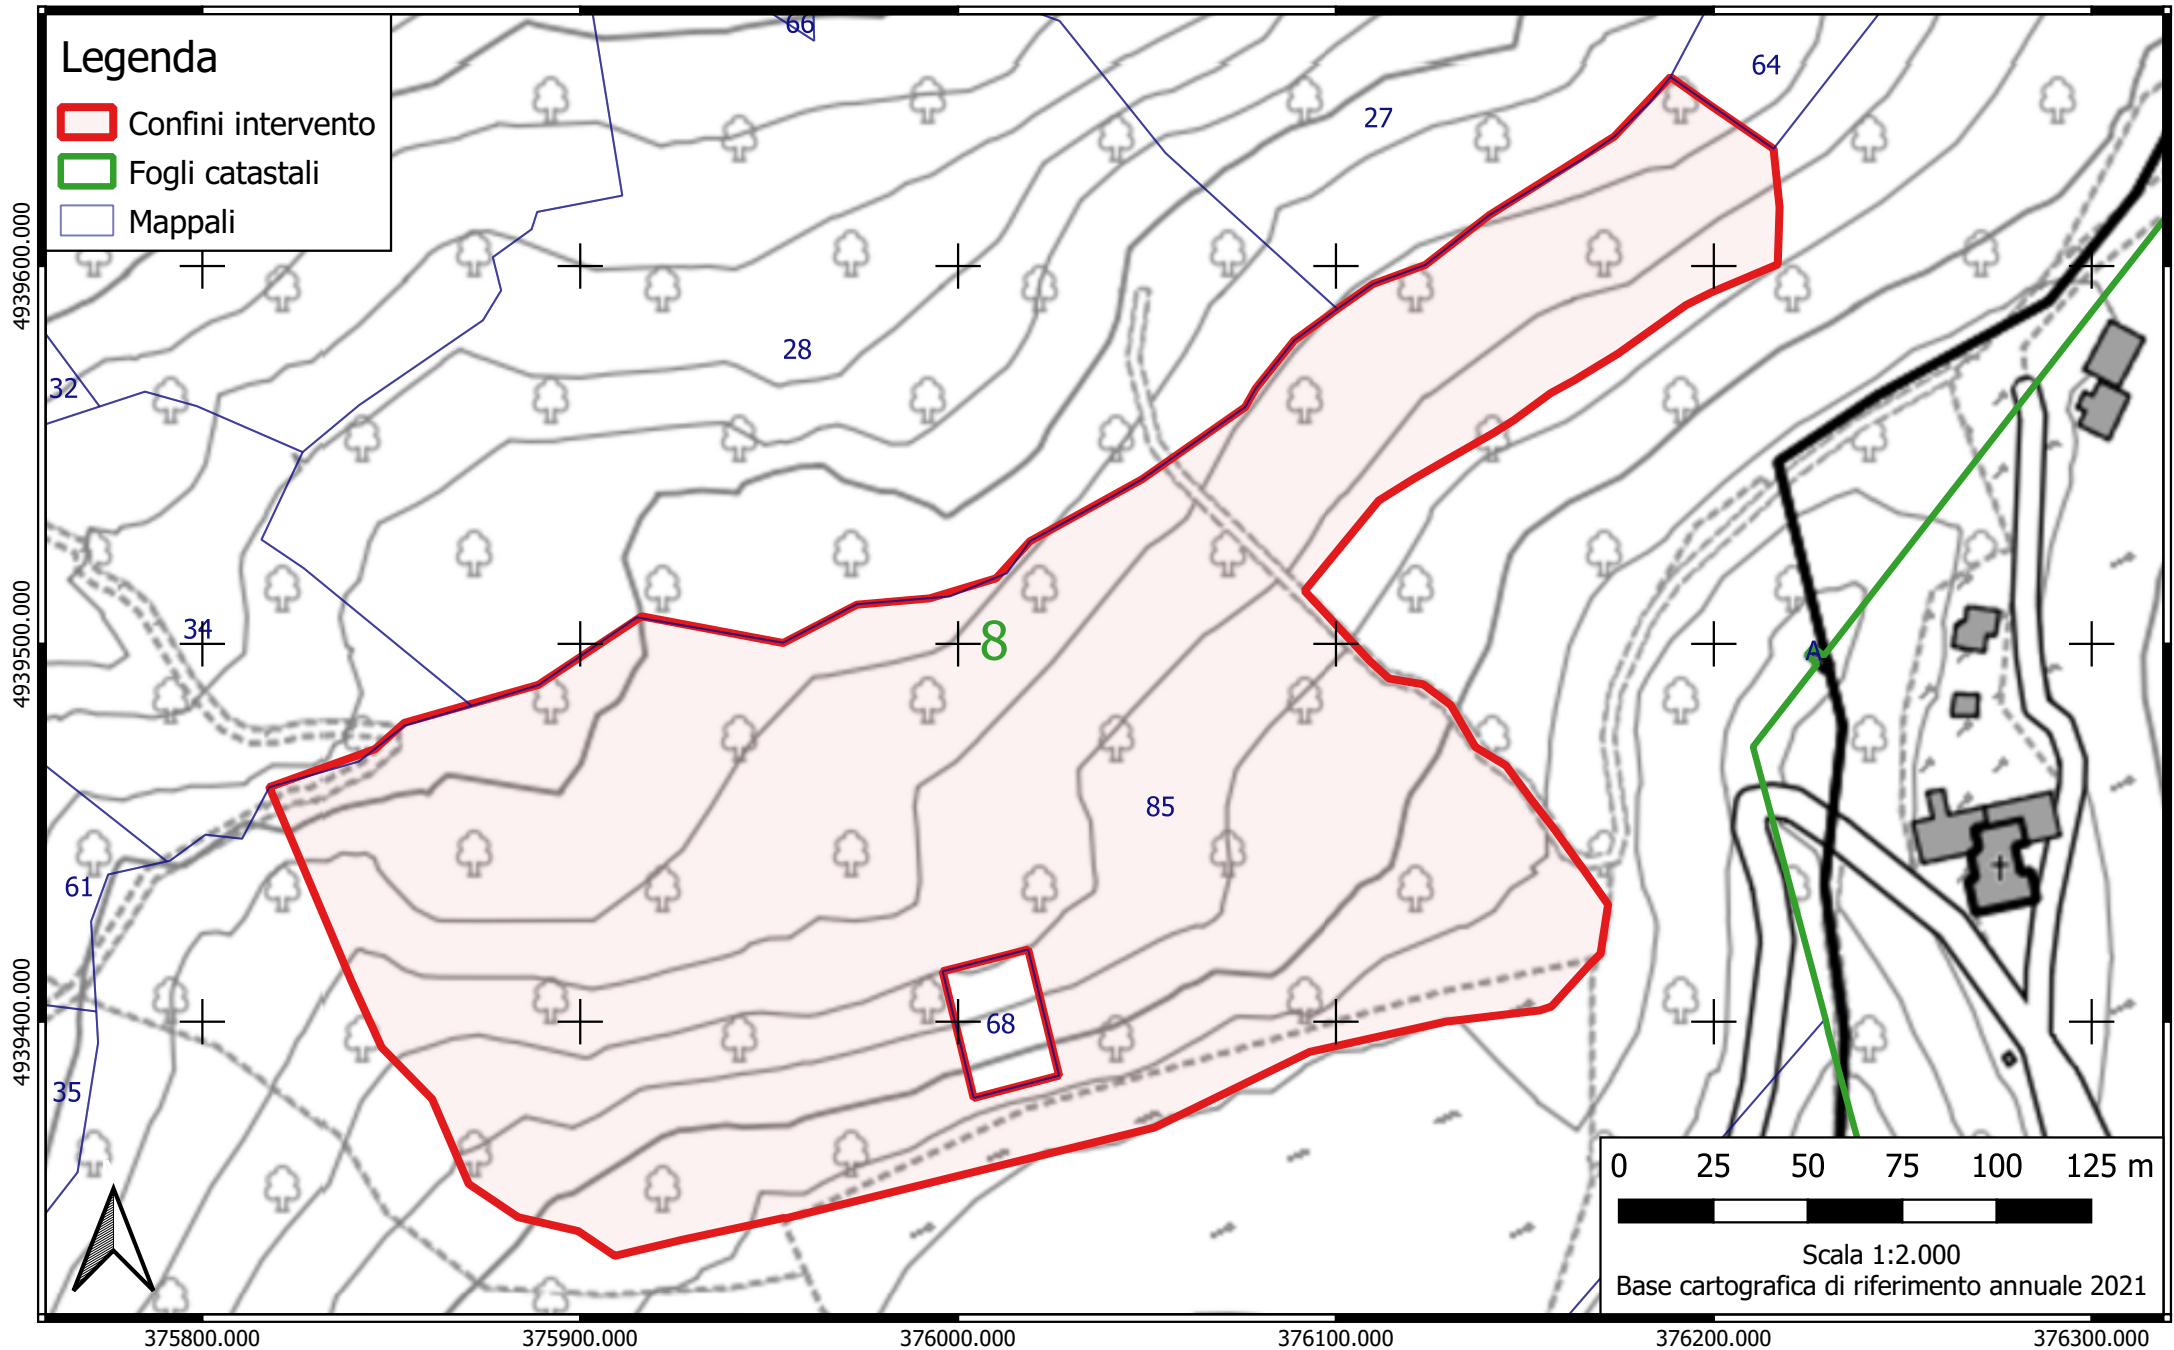 Legenda
Confini intervento
Fogli catastali
Mappali
66
64
27
28
32
34
8
85
61
68
35
A
4939600.000
4939500.000
4939400.000
0 25 50 75 100 125 m
Scala 1:2.000
Base cartografica di riferimento annuale 2021
375800.000 375900.000 376000.000 376100.000 376200.000 376300.000